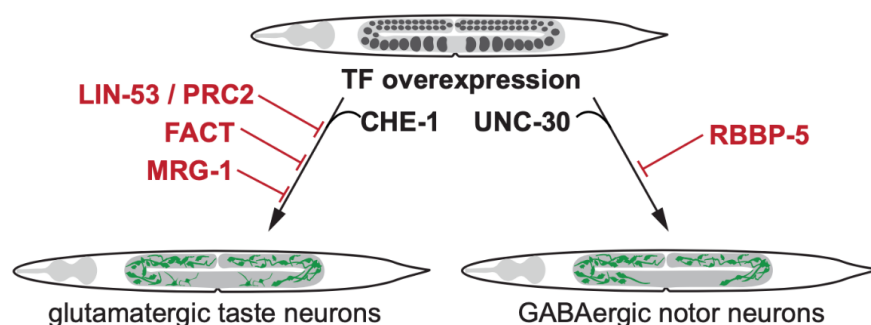 TF overexpression
LIN-53 / PRC2
FACT
MRG-1
CHE-1
UNC-30
RBBP-5
glutamatergic taste neurons
GABAergic notor neurons